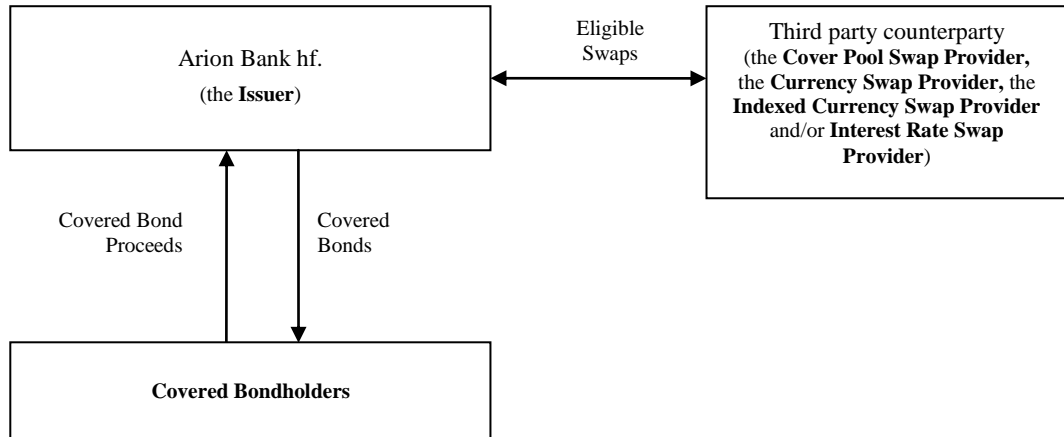 Arion Bank hf.
(the Issuer)
Eligible
Swaps
Third party counterparty
(the Cover Pool Swap Provider,
the Currency Swap Provider, the
Indexed Currency Swap Provider
and/or Interest Rate Swap
Provider)
Covered Bond
Proceeds
Covered
Bonds
Covered Bondholders